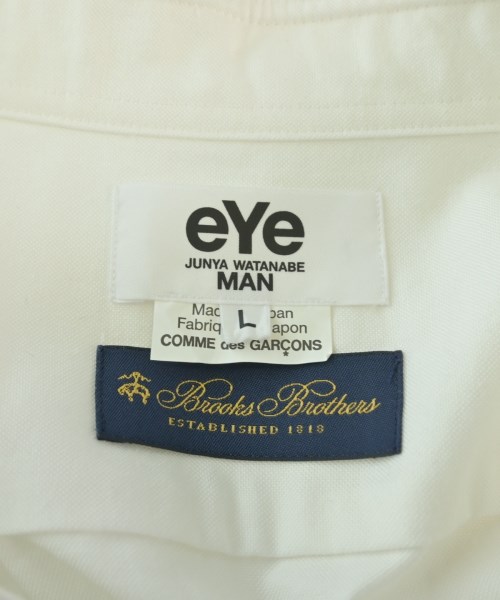 eYe
JUNYA WATANABE
MAN
L
COMME des GARÇONS
Brooks Brothers
ESTABLISHED 1818